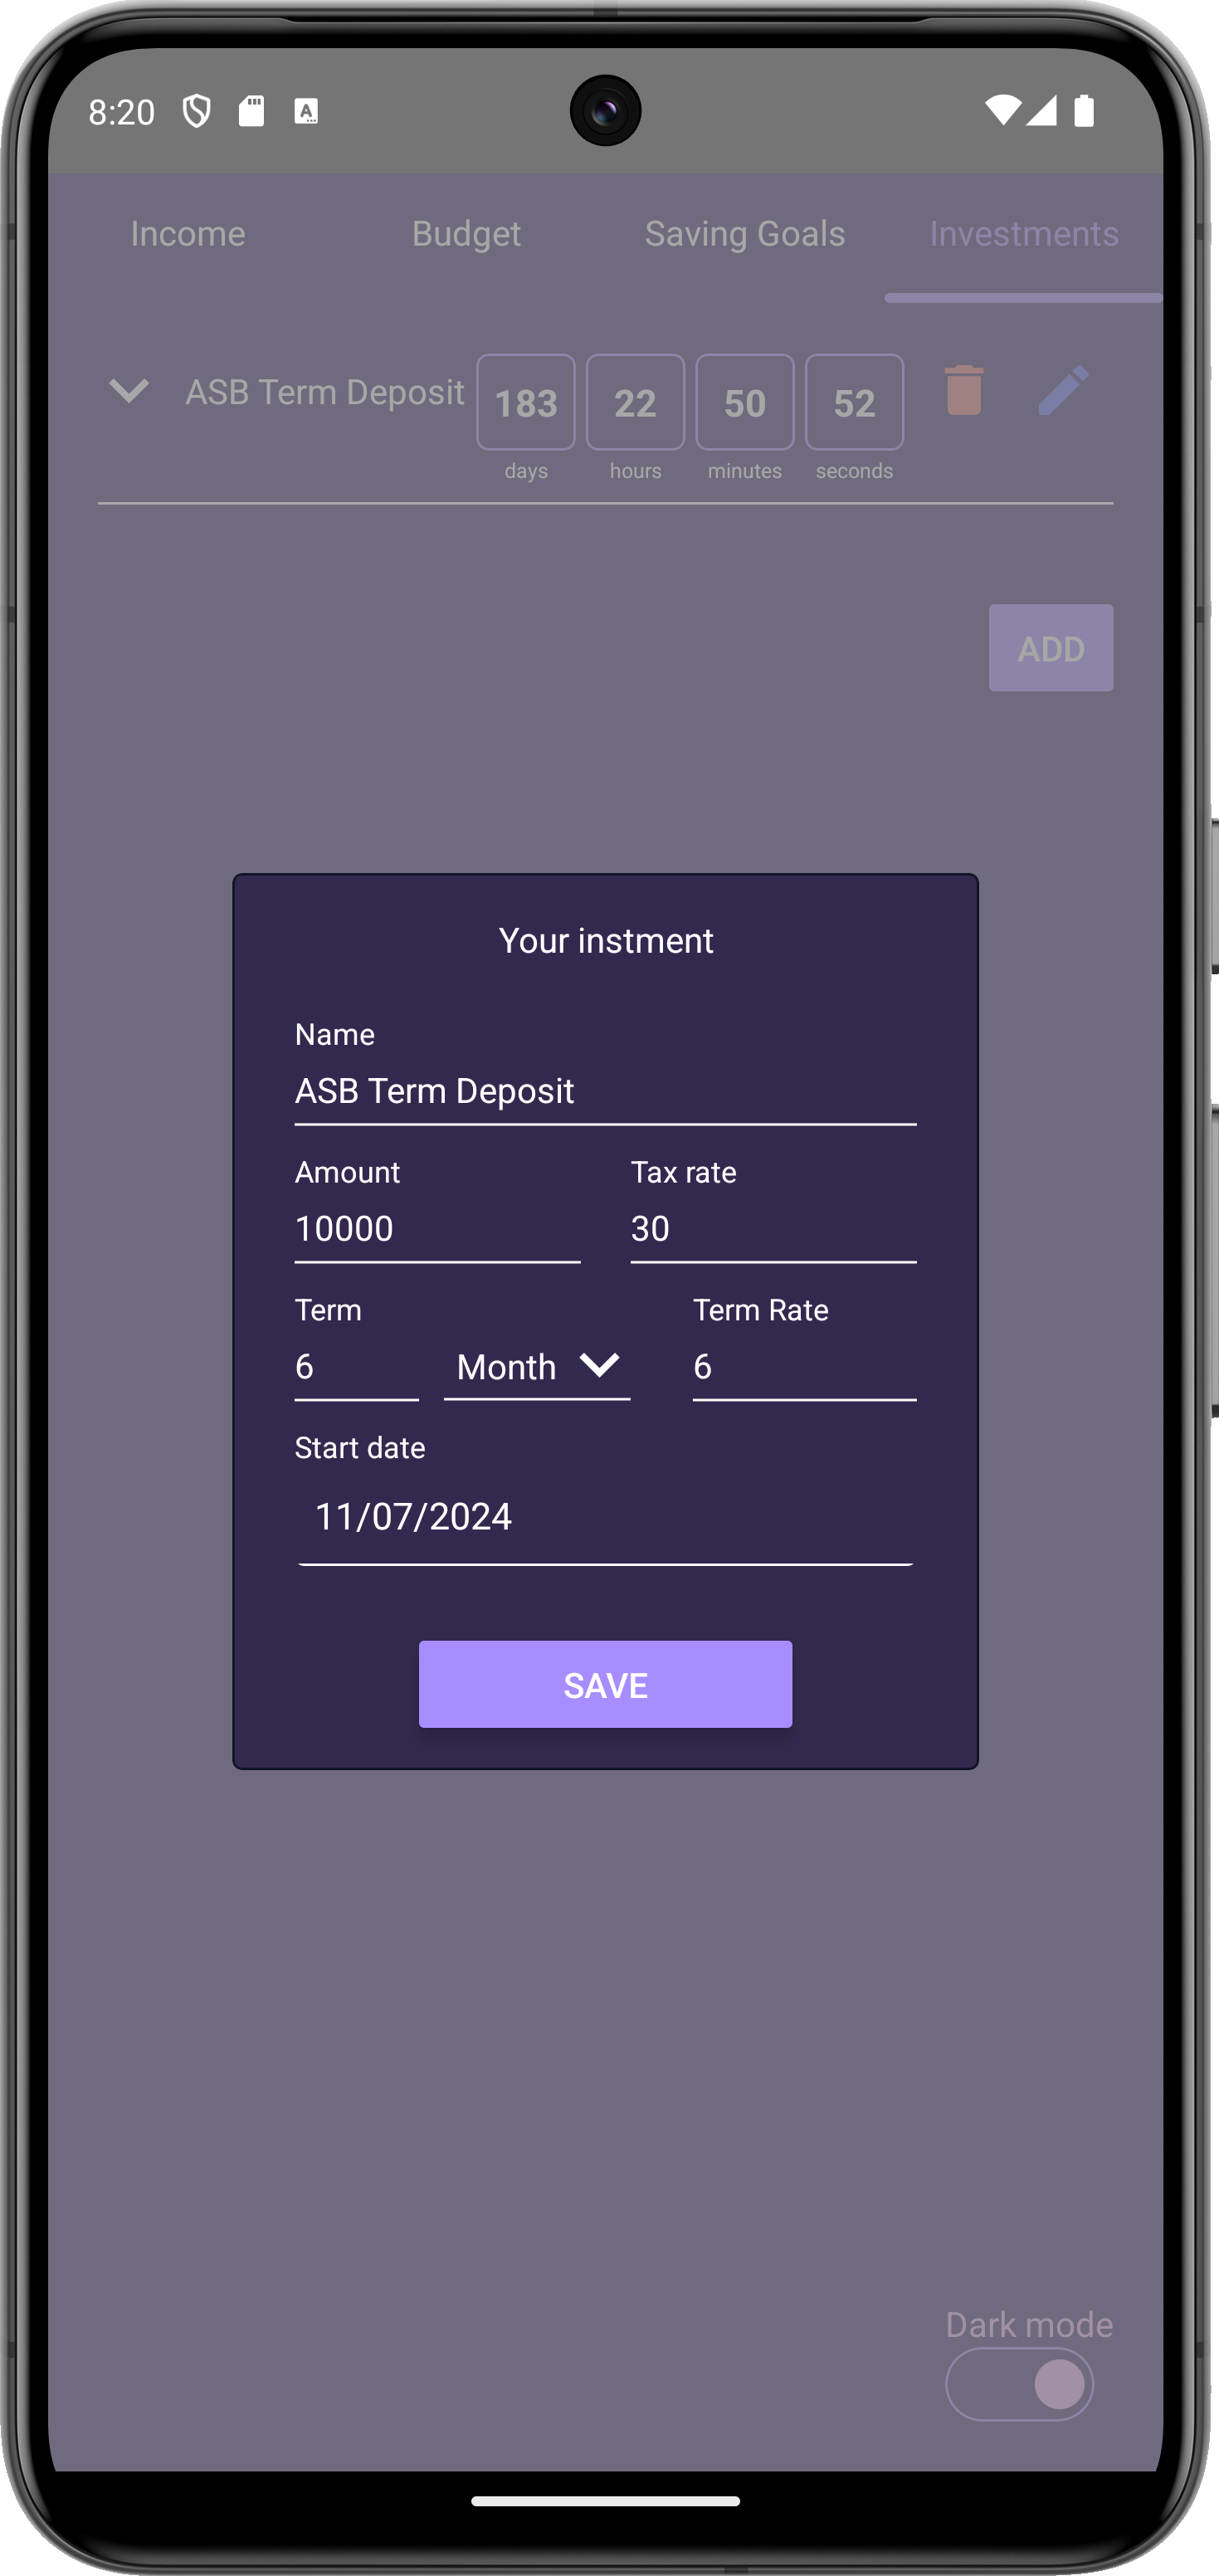 8:20 A
Income Budget Saving Goals Investments
ASB Term Deposit 183 22 50 52
days hours minutes seconds
ADD
Your instment
Name
ASB Term Deposit
Amount Tax rate
10000 30
Term Term Rate
6 Month 6
Start date
11/07/2024
SAVE
Dark mode